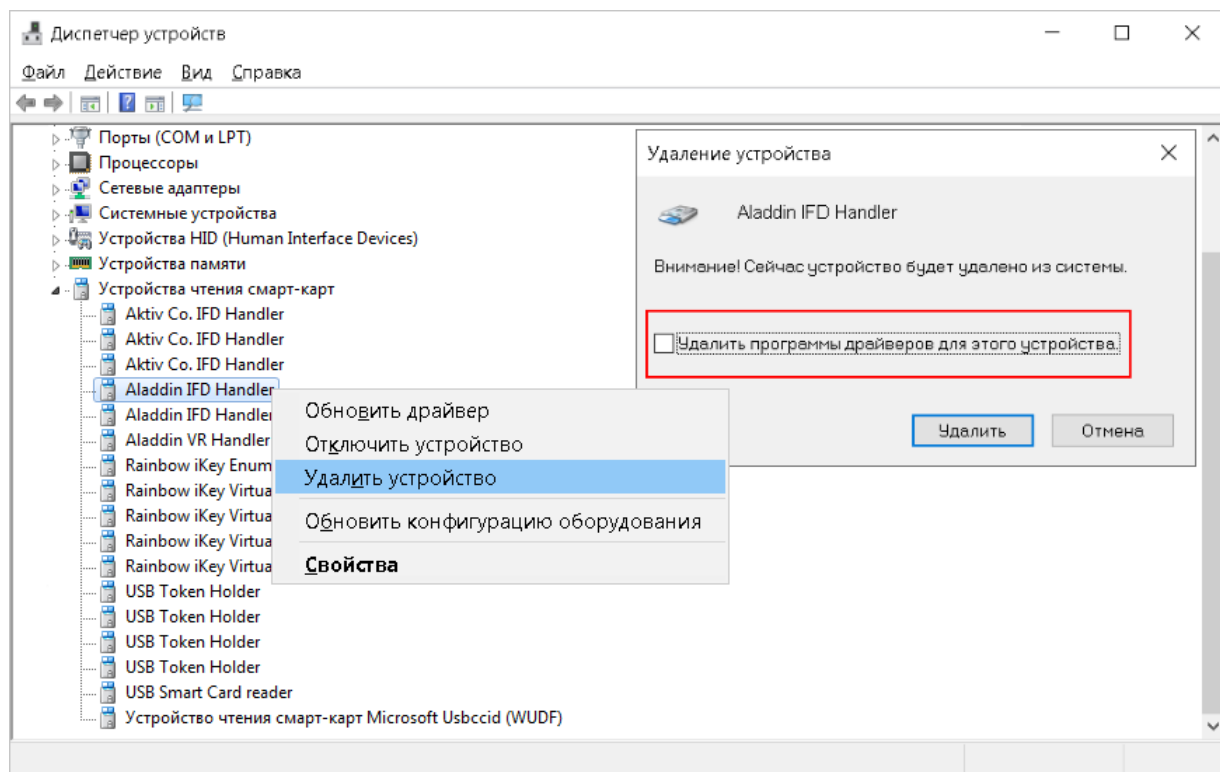 Диспетчер устройств
Файл Действие Вид Справка
Порты (COM и LPT)
Процессоры
Сетевые адаптеры
Системные устройства
Устройства HID (Human Interface Devices)
Устройства памяти
Устройства чтения смарт-карт
Aktiv Co. IFD Handler
Aktiv Co. IFD Handler
Aktiv Co. IFD Handler
Aladdin IFD Handler
Aladdin IFD Handler
Aladdin VR Handler
Rainbow iKey Enum
Rainbow iKey Virtua
Rainbow iKey Virtua
Rainbow iKey Virtua
Rainbow iKey Virtua
USB Token Holder
USB Token Holder
USB Token Holder
USB Token Holder
USB Smart Card reader
Устройство чтения смарт-карт Microsoft Usbccid (WUDF)
Обновить драйвер
Отключить устройство
Удалить устройство
Обновить конфигурацию оборудования
Свойства
Удаление устройства
Aladdin IFD Handler
Внимание! Сейчас устройство будет удалено из системы.
Удалить программы драйверов для этого устройства.
Удалить Отмена